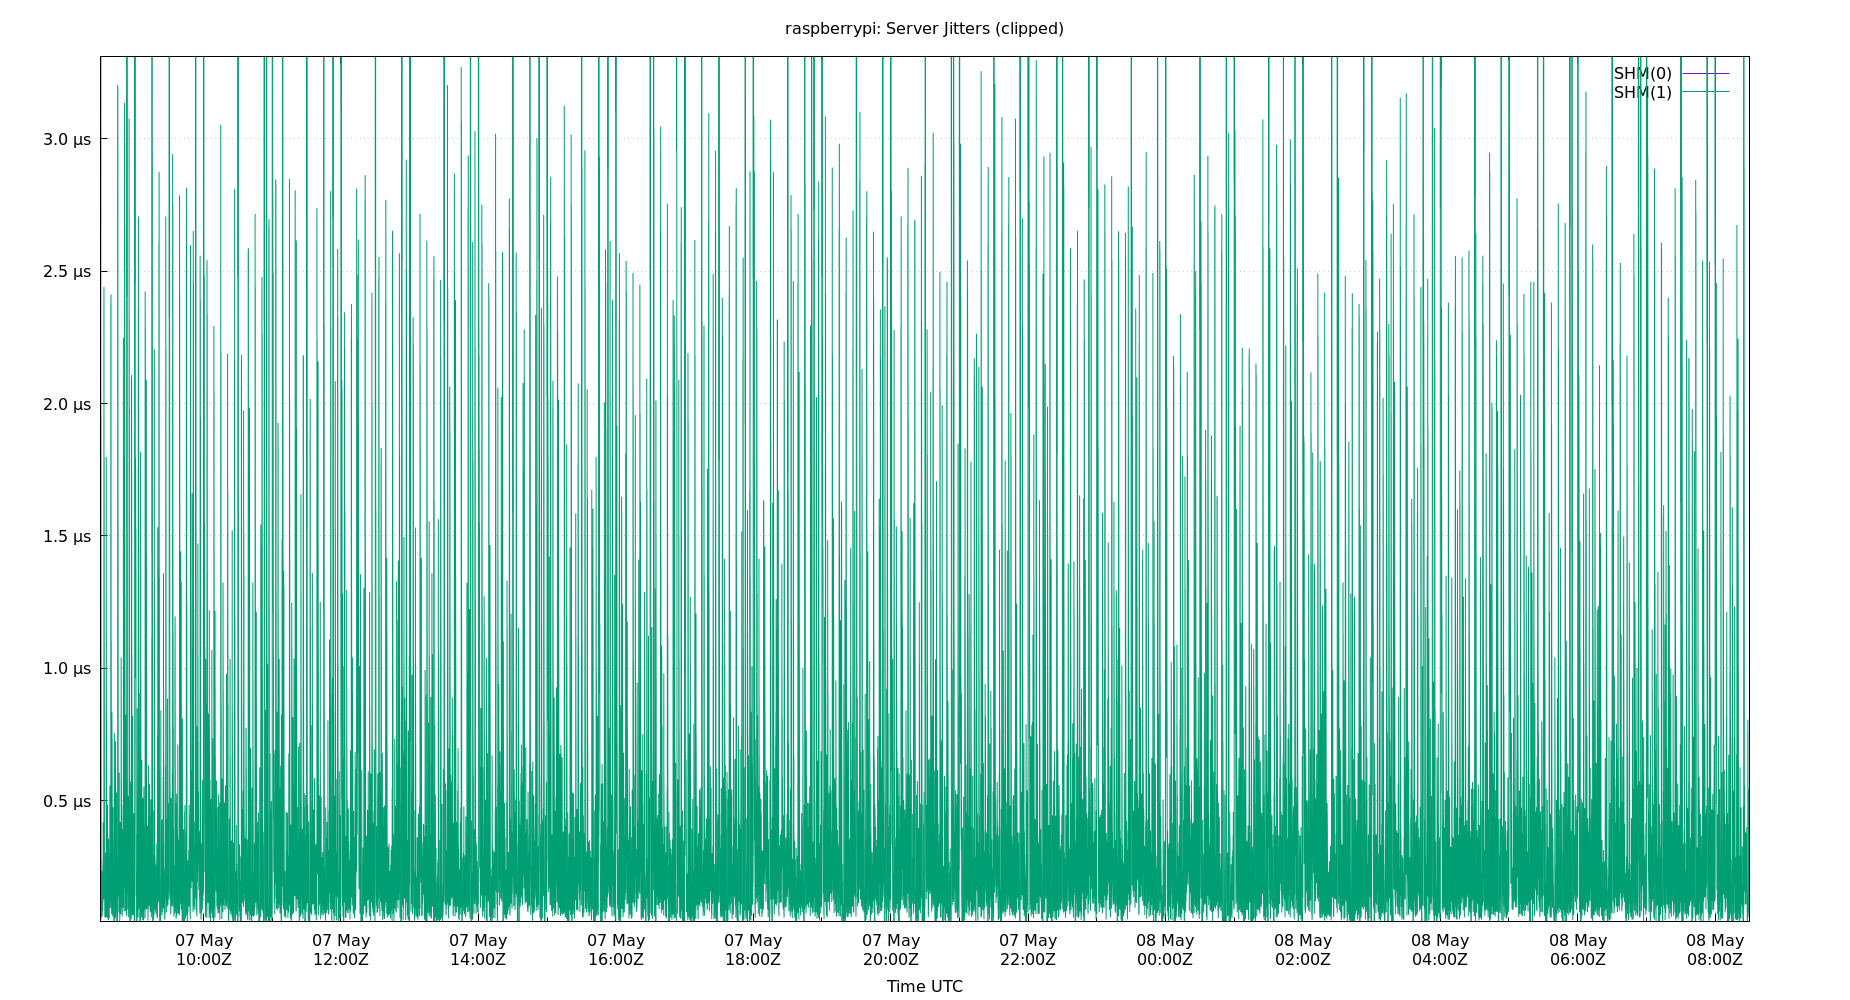 raspberrypi: Server Jitters (clipped)
SHM(0)
SHM(1)
3.0 µs
2.5 µs
2.0 µs
1.5 µs
1.0 µs
0.5 µs
07 May 07 May 07 May 07 May 07 May 07 May 07 May 08 May 08 May 08 May 08 May 08 May
10:00Z 12:00Z 14:00Z 16:00Z 18:00Z 20:00Z 22:00Z 00:00Z 02:00Z 04:00Z 06:00Z 08:00Z
Time UTC